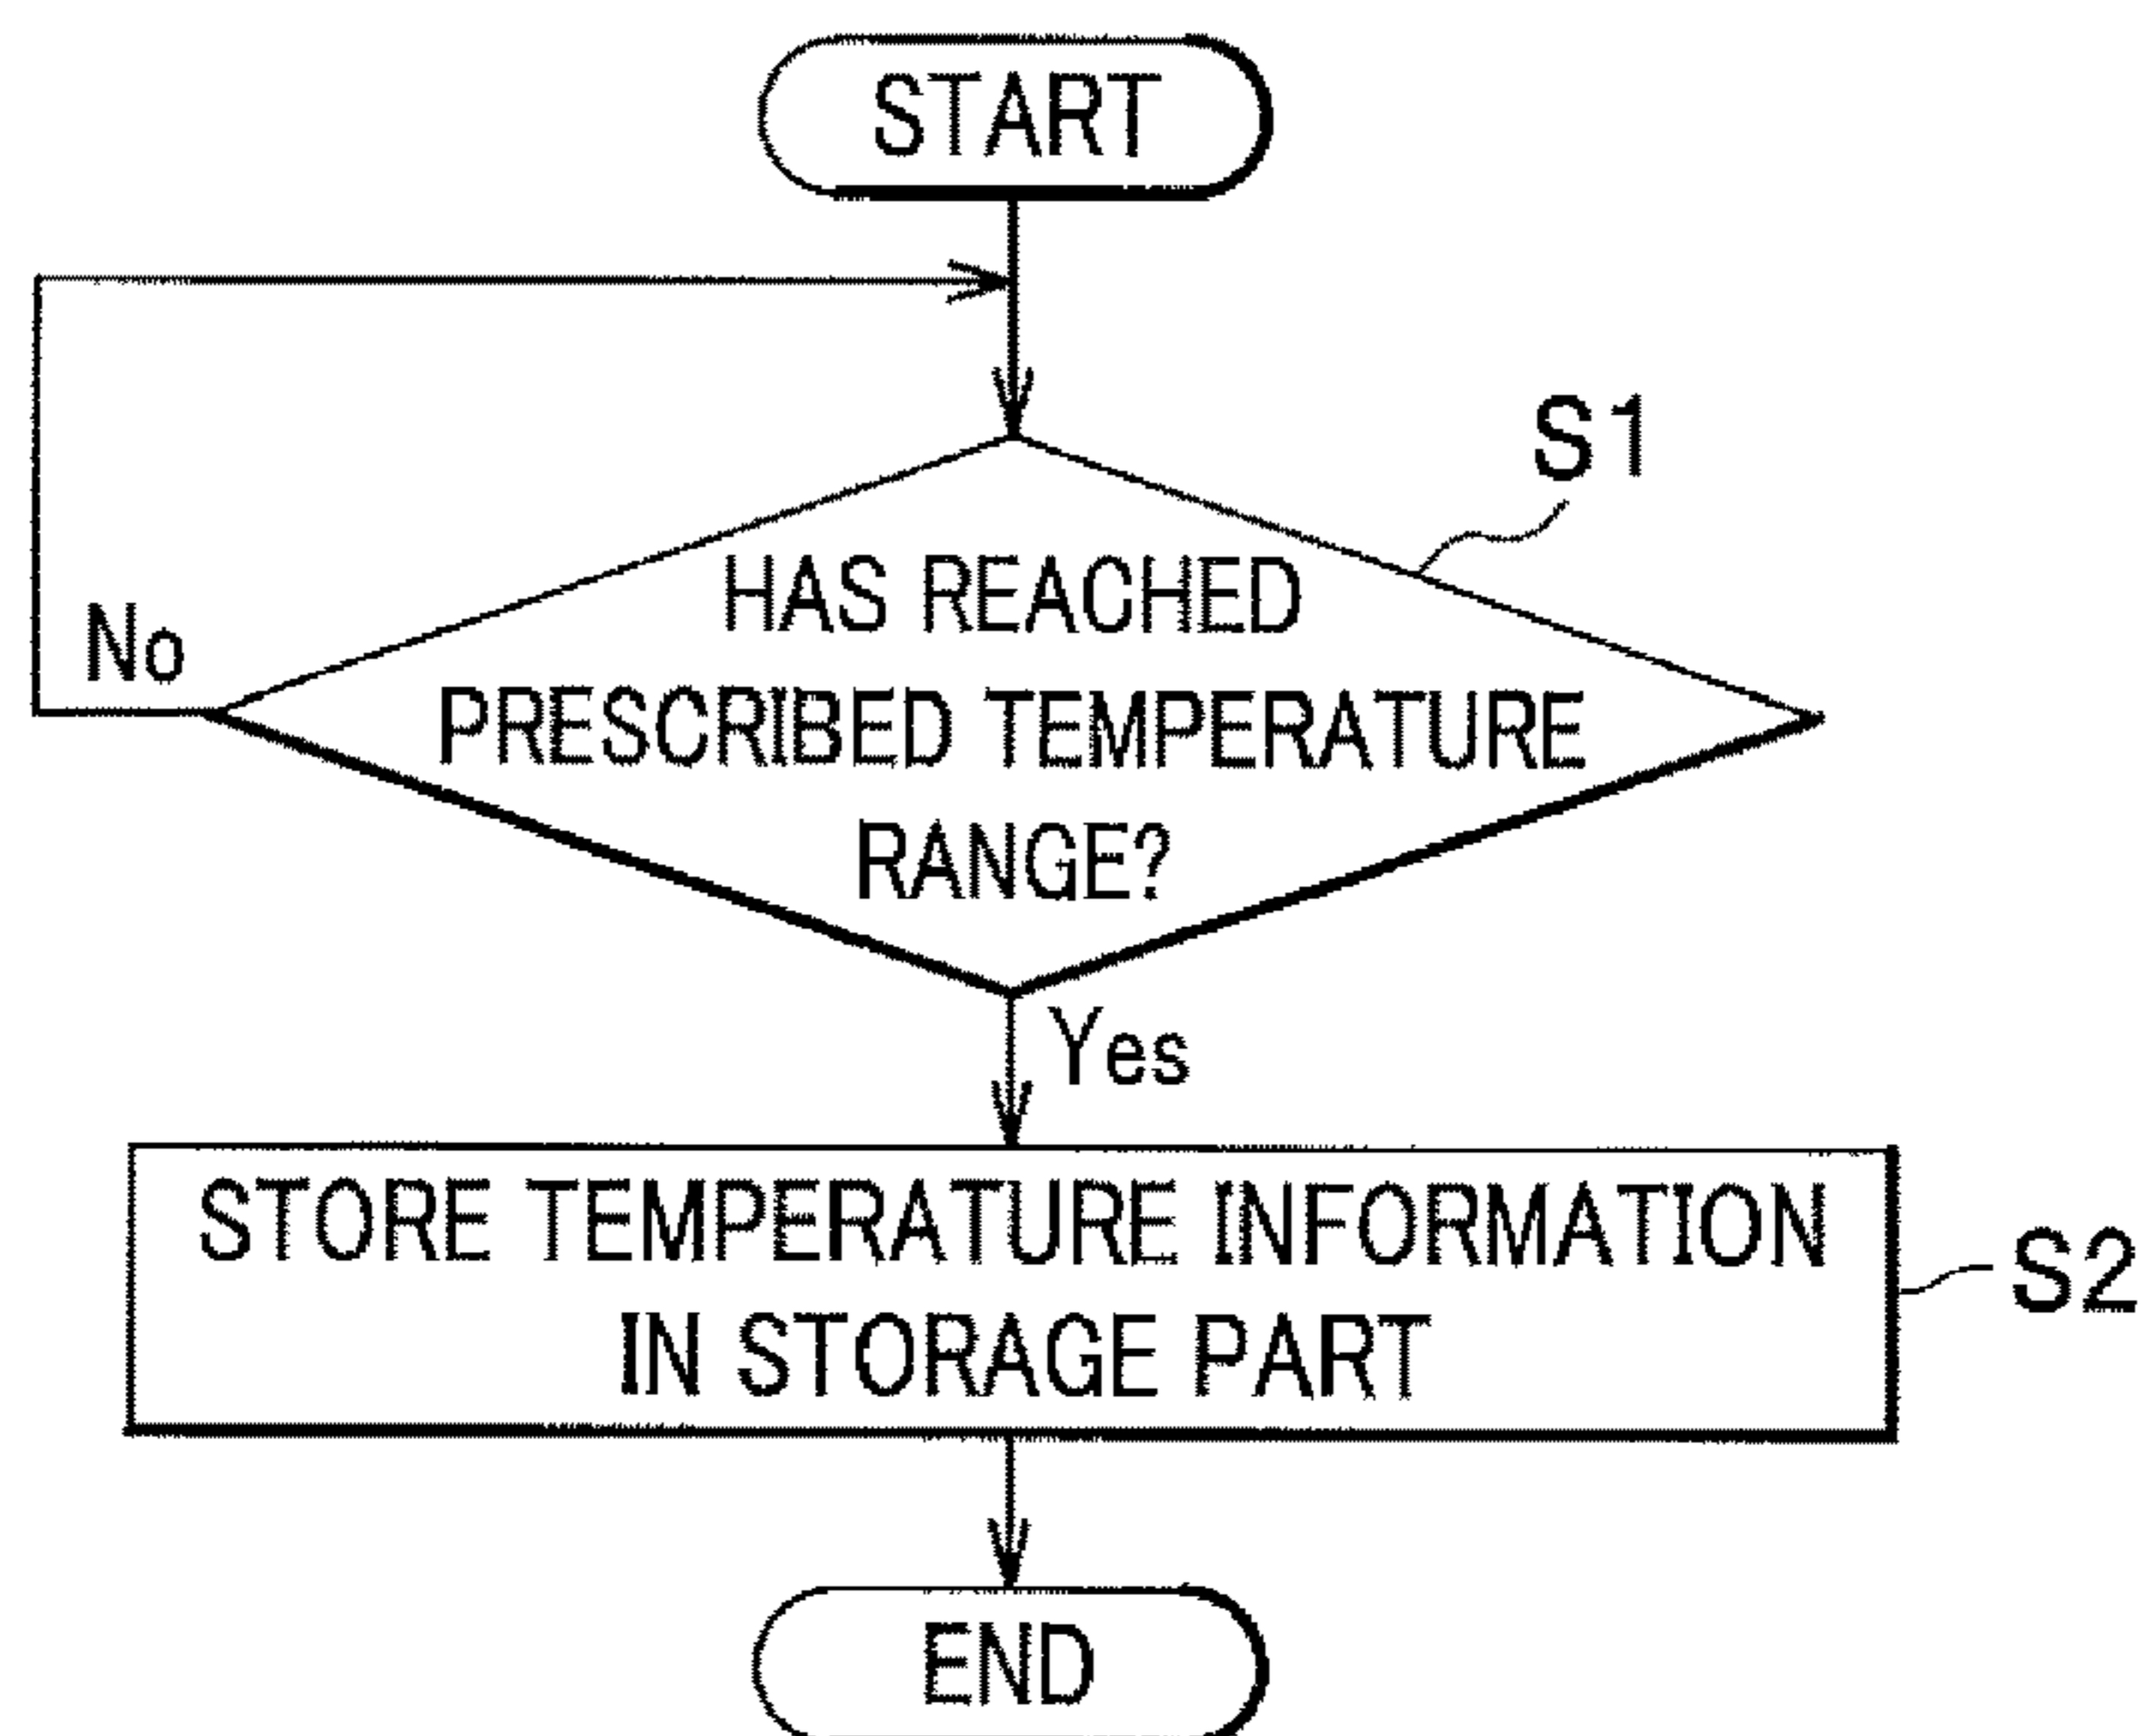 START
S1
HAS REACHED
PRESCRIBED TEMPERATURE
RANGE?
No
Yes
STORE TEMPERATURE INFORMATION
IN STORAGE PART
S2
END